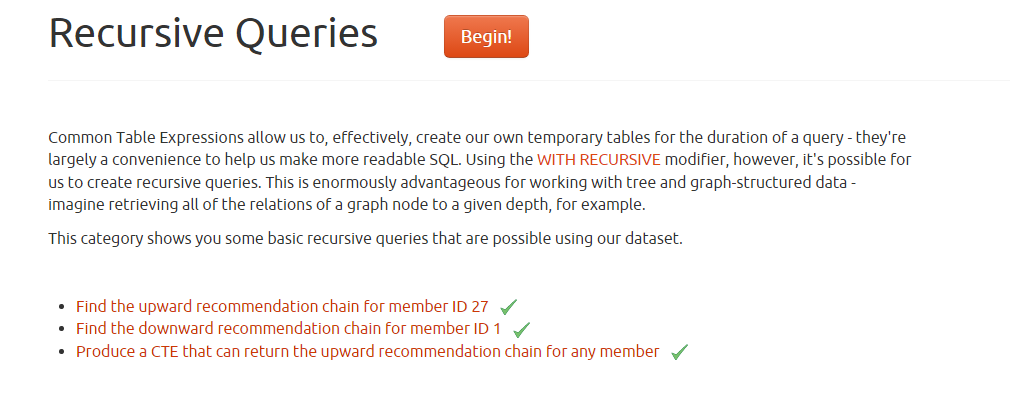 Recursive Queries
Begin!
Common Table Expressions allow us to, effectively, create our own temporary tables for the duration of a query - they're
largely a convenience to help us make more readable SQL. Using the WITH RECURSIVE modifier, however, it's possible for
us to create recursive queries. This is enormously advantageous for working with tree and graph-structured data -
imagine retrieving all of the relations of a graph node to a given depth, for example.
This category shows you some basic recursive queries that are possible using our dataset.
• Find the upward recommendation chain for member ID 27
• Find the downward recommendation chain for member ID 1
• Produce a CTE that can return the upward recommendation chain for any member